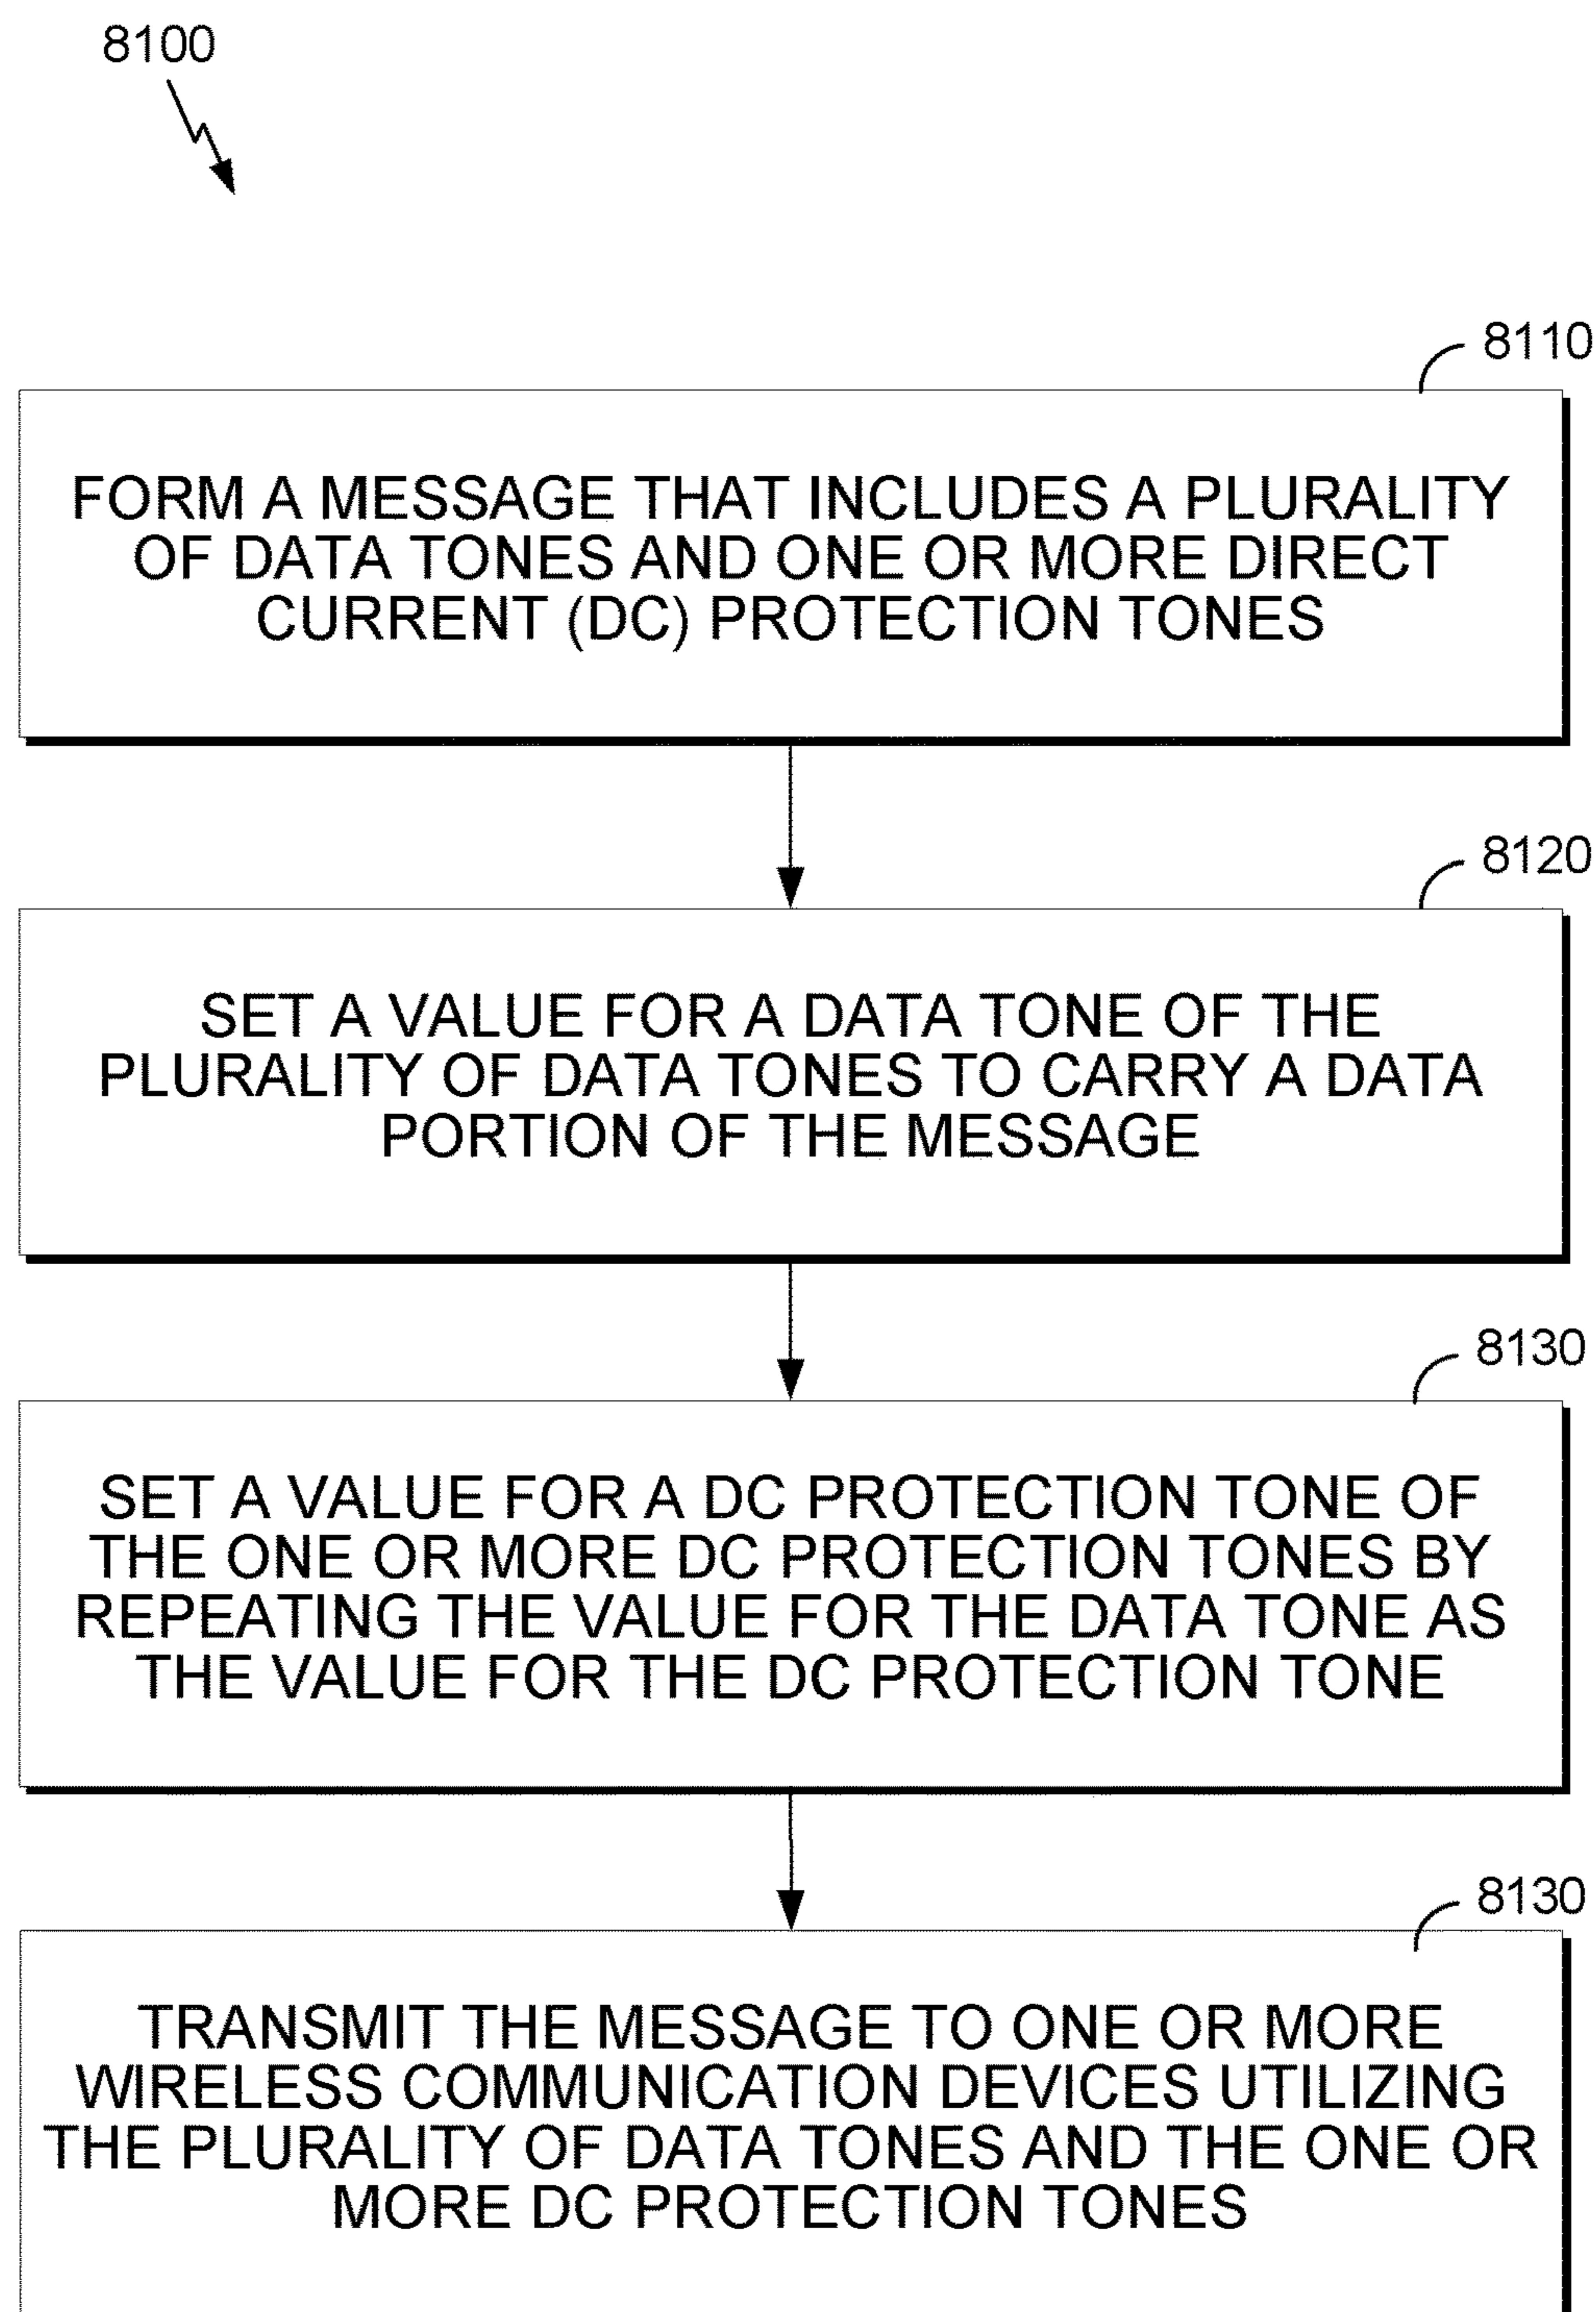 8100
8110
FORM A MESSAGE THAT INCLUDES A PLURALITY
OF DATA TONES AND ONE OR MORE DIRECT
CURRENT (DC) PROTECTION TONES
8120
SET A VALUE FOR A DATA TONE OF THE
PLURALITY OF DATA TONES TO CARRY A DATA
PORTION OF THE MESSAGE
8130
SET A VALUE FOR A DC PROTECTION TONE OF
THE ONE OR MORE DC PROTECTION TONES BY
REPEATING THE VALUE FOR THE DATA TONE AS
THE VALUE FOR THE DC PROTECTION TONE
8130
TRANSMIT THE MESSAGE TO ONE OR MORE
WIRELESS COMMUNICATION DEVICES UTILIZING
THE PLURALITY OF DATA TONES AND THE ONE OR
MORE DC PROTECTION TONES